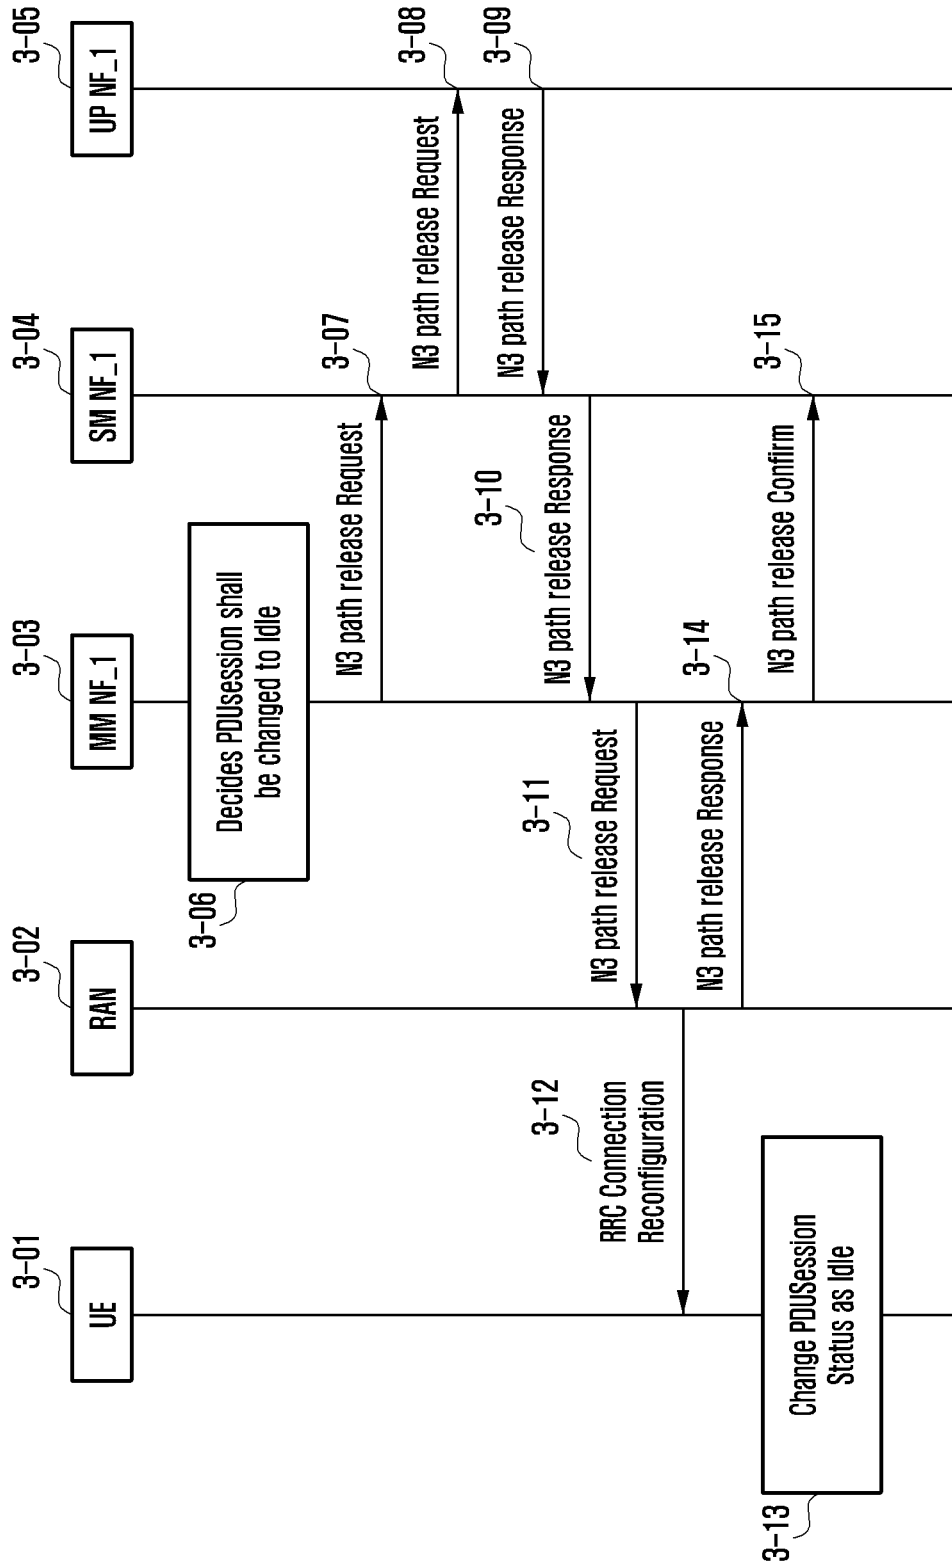 3-01
3-02
3-03
3-04
3-05
UE
RAN
MM NF_1
SM NF_1
UP NF_1
3-06
Decides PDUsession shall
be changed to Idle
N3 path release Request
3-07
N3 path release Request
3-08
N3 path release Response
3-09
3-10
N3 path release Response
3-11
N3 path release Request
3-12
RRC Connection
Reconfiguration
3-14
N3 path release Response
3-13
Change PDUSession
Status as Idle
N3 path release Confirm
3-15